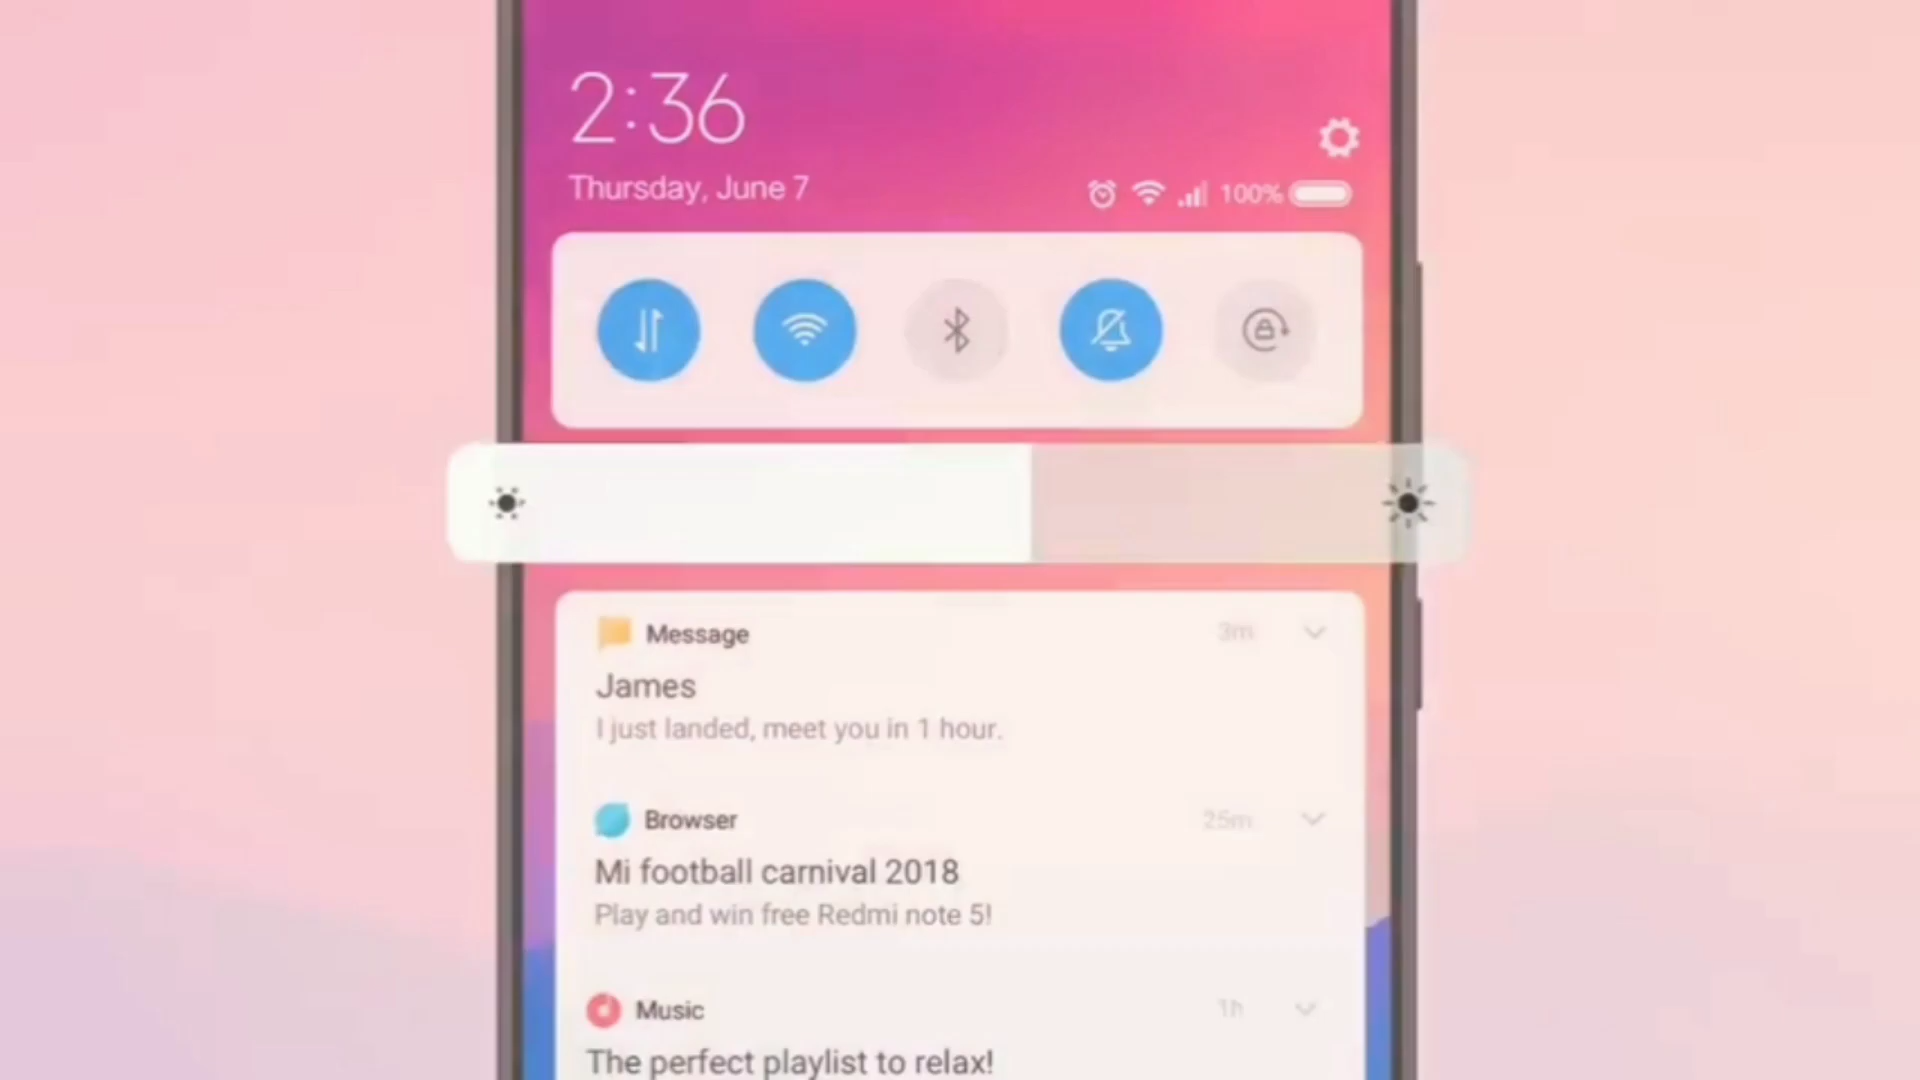 2:36
Thursday, June 7
100%
Message
3m
James
I just landed, meet you in 1 hour.
Browser
25m
Mi football carnival 2018
Play and win free Redmi note 5!
Music
1h
The perfect playlist to relax!